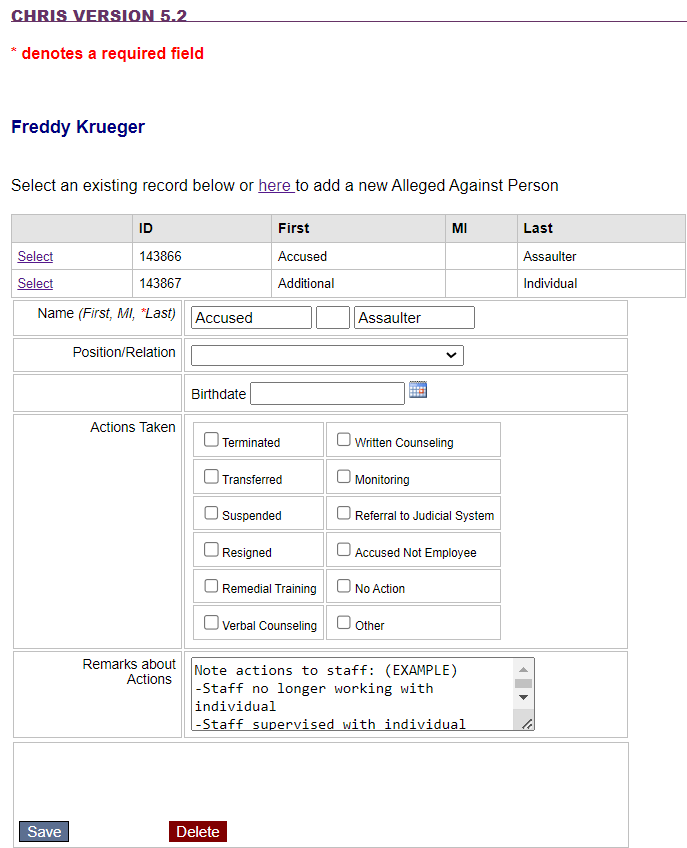 CHRIS VERSION 5.2
* denotes a required field
Freddy Krueger
Select an existing record below or here to add a new Alleged Against Person
ID First MI Last
Select 143866 Accused Assaulter
Select 143867 Additional Individual
Name (First, MI, *Last) Accused Assaulter
Position/Relation
Birthdate
Actions Taken
Terminated Written Counseling
Transferred Monitoring
Suspended Referral to Judicial System
Resigned Accused Not Employee
Remedial Training No Action
Verbal Counseling Other
Remarks about
Actions
Note actions to staff: (EXAMPLE)
-Staff no longer working with
individual
-Staff supervised with individual
Save Delete